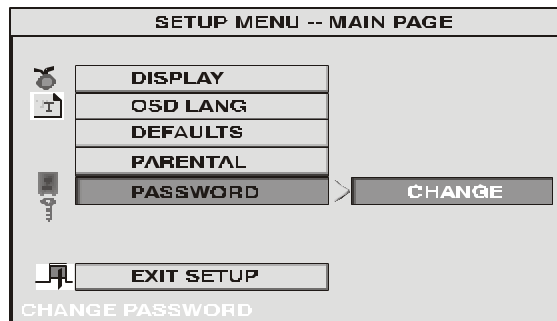 SETUP MENU -- MAIN PAGE
DISPLAY
T
OSD LANG
DEFAULTS
PARENTAL
PASSWORD
CHANGE
EXIT SETUP
CHANGE PASSWORD